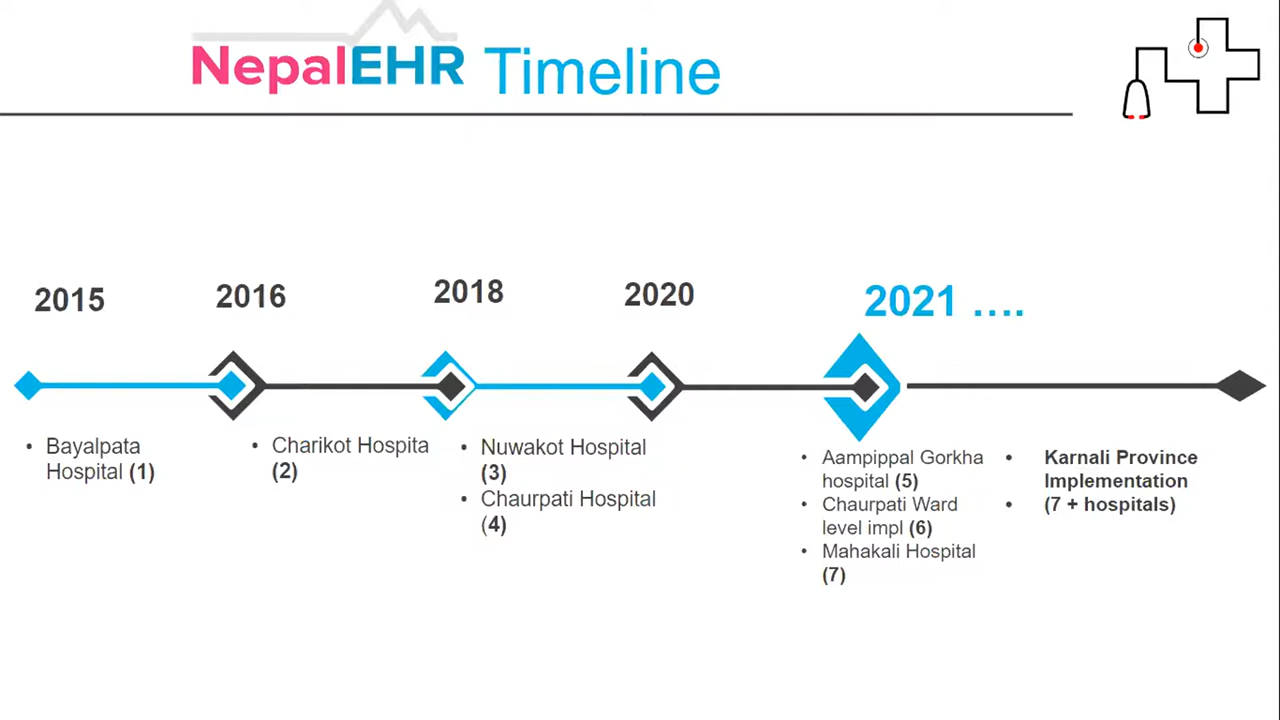 NepalEHR Timeline
2015
2016
2018
2020
2021 ....
• Bayalpata
Hospital (1)
• Charikot Hospita
(2)
• Nuwakot Hospital
(3)
• Chaurpati Hospital
(4)
• Aampippal Gorkha
hospital (5)
• Chaurpati Ward
level impl (6)
• Mahakali Hospital
(7)
• Karnali Province
Implementation
• (7 + hospitals)